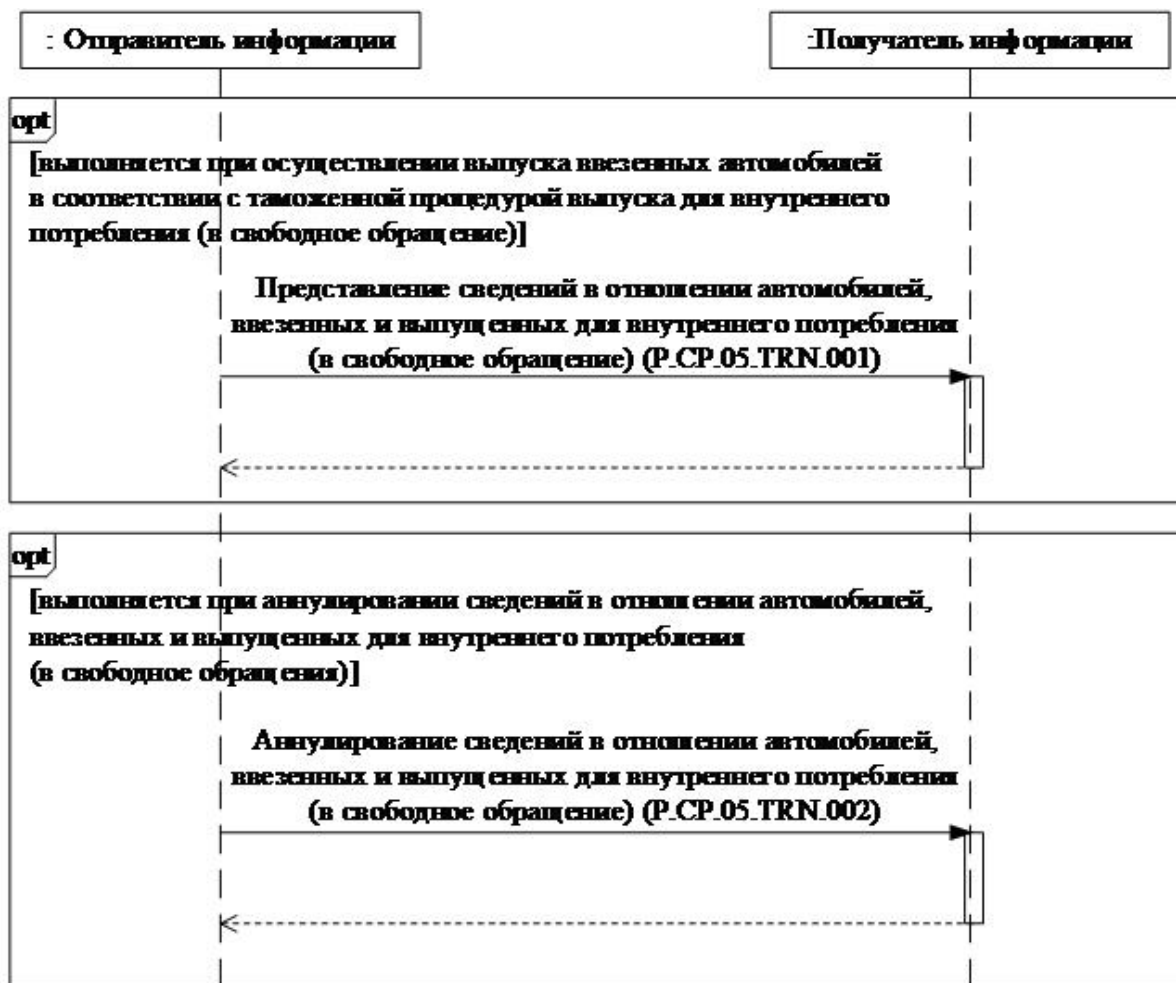 : Отправитель информации
:Получатель информации
opt
[выполняется при осуществлении выпуска ввезенных автомобилей
в соответствии с таможенной процедурой выпуска для внутреннего
потребления (в свободное обращение)]
Представление сведений в отношении автомобилей,
ввезенных и выпущенных для внутреннего потребления
(в свободное обращение) (P.CP.05.TRN.001)
opt
[выполняется при аннулировании сведений в отношении автомобилей,
ввезенных и выпущенных для внутреннего потребления
(в свободное обращения)]
Аннулирование сведений в отношении автомобилей,
ввезенных и выпущенных для внутреннего потребления
(в свободное обращение) (P.CP.05.TRN.002)